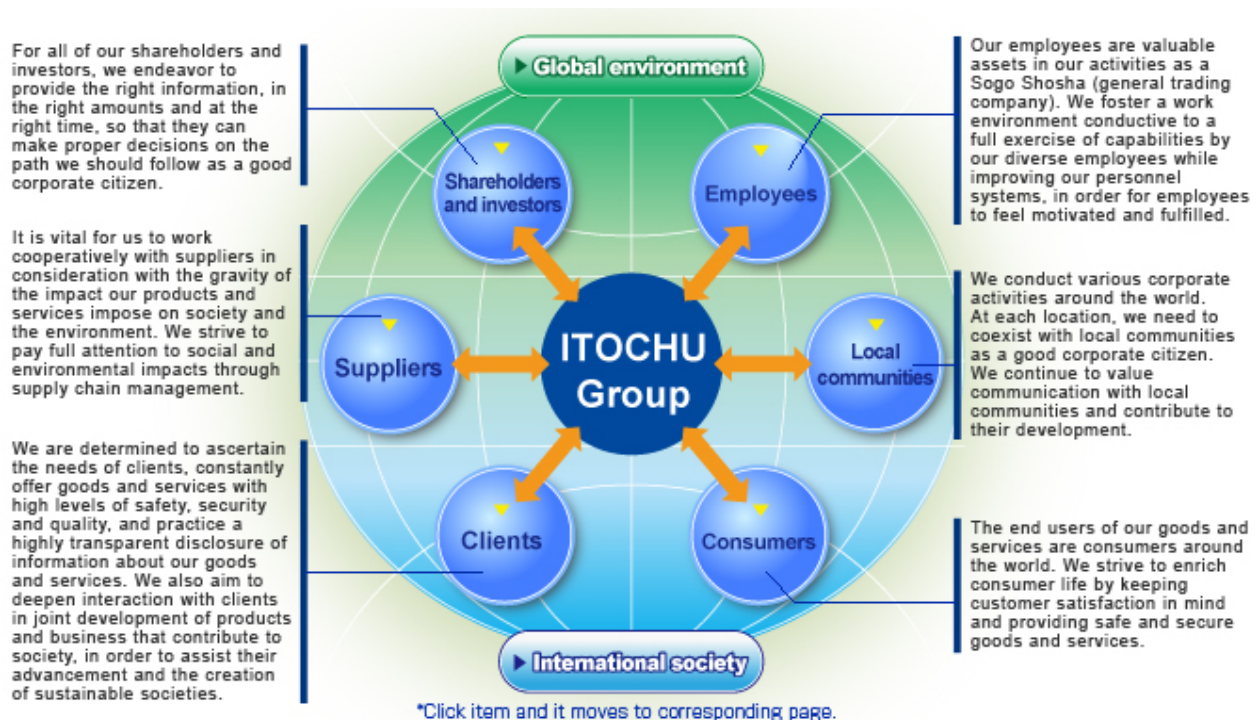 Global environment
For all of our shareholders and
investors, we endeavor to
provide the right information, in
the right amounts and at the
right time, so that they can
make proper decisions on the
path we should follow as a good
corporate citizen.
Shareholders
and investors
Employees
Our employees are valuable
assets in our activities as a
Sogo Shosha (general trading
company). We foster a work
environment conductive to a
full exercise of capabilities by
our diverse employees while
improving our personnel
systems, in order for employees
to feel motivated and fulfilled.
It is vital for us to work
cooperatively with suppliers in
consideration with the gravity of
the impact our products and
services impose on society and
the environment. We strive to
pay full attention to social and
environmental impacts through
supply chain management.
Suppliers
ITOCHU
Group
Local
communities
We conduct various corporate
activities around the world.
At each location, we need to
coexist with local communities
as a good corporate citizen.
We continue to value
communication with local
communities and contribute to
their development.
We are determined to ascertain
the needs of clients, constantly
offer goods and services with
high levels of safety, security
and quality, and practice a
highly transparent disclosure of
information about our goods
and services. We also aim to
deepen interaction with clients
in joint development of products
and business that contribute to
society, in order to assist their
advancement and the creation
of sustainable societies.
Clients
Consumers
The end users of our goods and
services are consumers around
the world. We strive to enrich
consumer life by keeping
customer satisfaction in mind
and providing safe and secure
goods and services.
International society
*Click item and it moves to corresponding page.